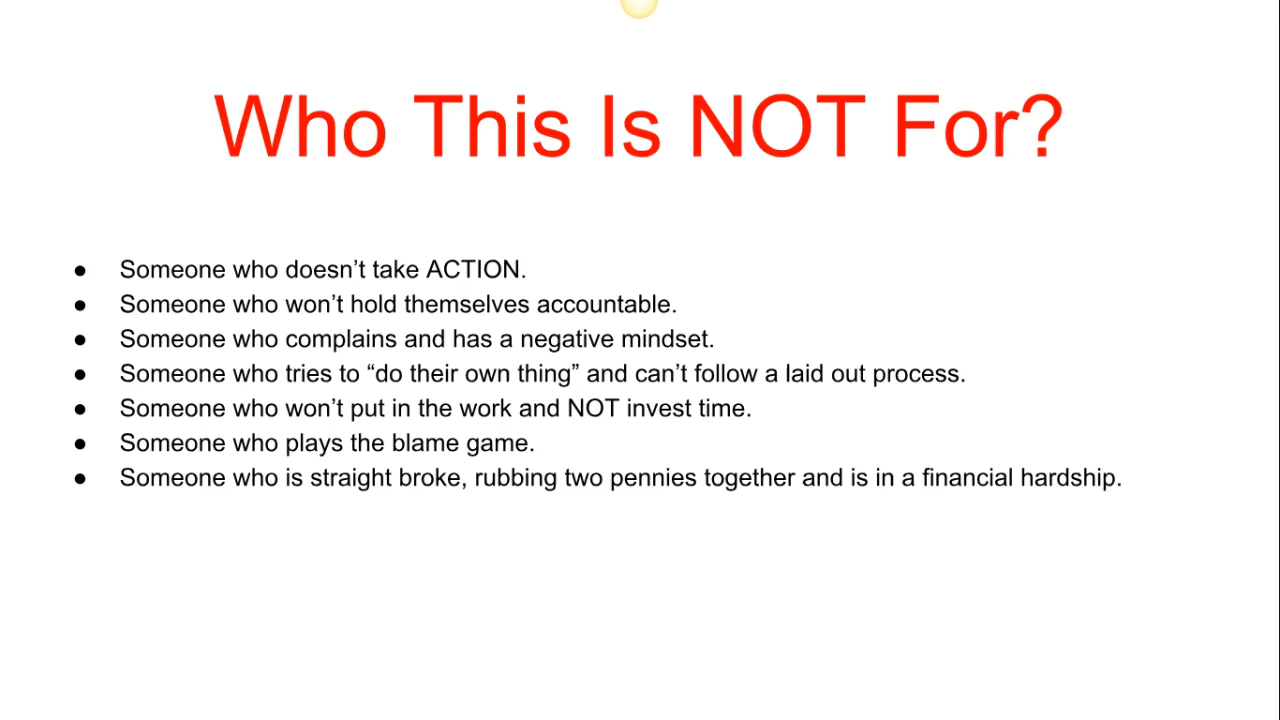 Who This Is NOT For?
● Someone who doesn’t take ACTION.
● Someone who won’t hold themselves accountable.
● Someone who complains and has a negative mindset.
● Someone who tries to “do their own thing” and can’t follow a laid out process.
● Someone who won’t put in the work and NOT invest time.
● Someone who plays the blame game.
● Someone who is straight broke, rubbing two pennies together and is in a financial hardship.